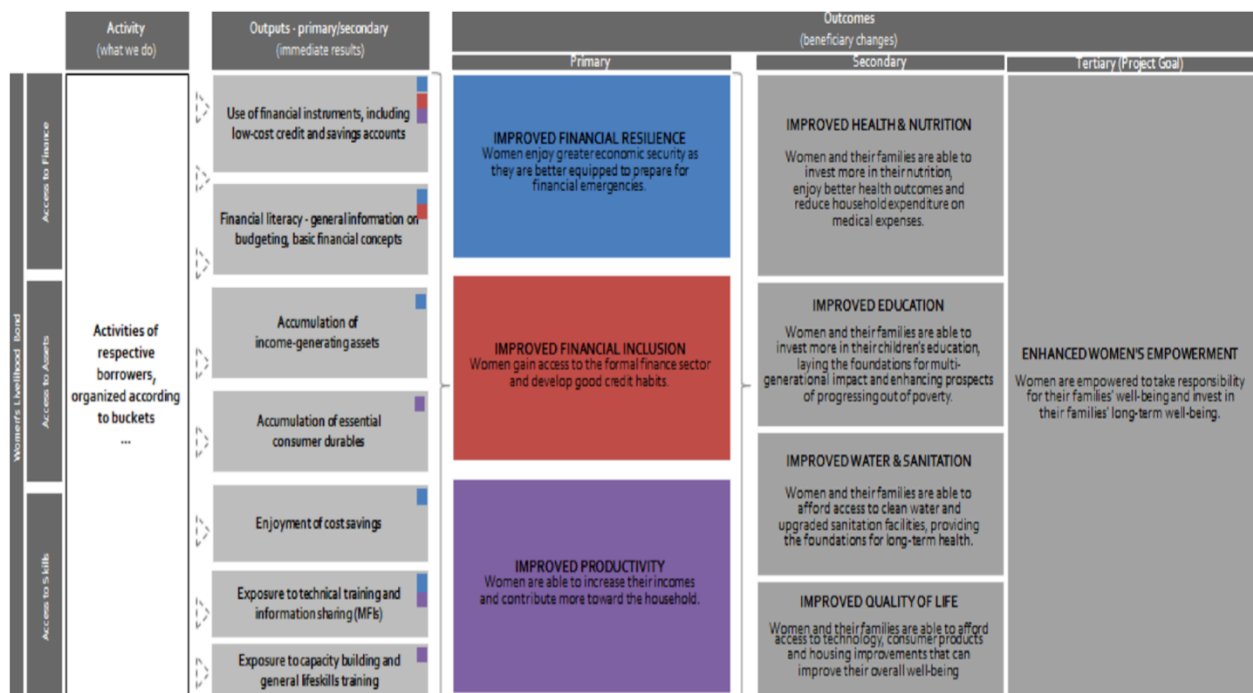 Activity
(what we do)
Outputs - primary/secondary
(immediate results)
Outcomes
(beneficiary changes)
Primary
Secondary
Tertiary (Project Goal)
Women's Livelihood Bond
Access to Finance
Access to Assets
Access to Skills
Activities of
respective
borrowers,
organized according
to buckets
...
Use of financial instruments, including
low-cost credit and savings accounts
Financial literacy - general information on
budgeting, basic financial concepts
Accumulation of
income-generating assets
Accumulation of essential
consumer durables
Enjoyment of cost savings
Exposure to technical training and
information sharing (MFIs)
Exposure to capacity building and
general lifeskills training
IMPROVED FINANCIAL RESILIENCE
Women enjoy greater economic security as
they are better equipped to prepare for
financial emergencies.
IMPROVED FINANCIAL INCLUSION
Women gain access to the formal finance sector
and develop good credit habits.
IMPROVED PRODUCTIVITY
Women are able to increase their incomes
and contribute more toward the household.
IMPROVED HEALTH & NUTRITION
Women and their families are able to
invest more in their nutrition,
enjoy better health outcomes and
reduce household expenditure on
medical expenses.
IMPROVED EDUCATION
Women and their families are able to
invest more in their children's education,
laying the foundations for multi-
generational impact and enhancing prospects
of progressing out of poverty.
IMPROVED WATER & SANITATION
Women and their families are able to
afford access to clean water and
upgraded sanitation facilities, providing
the foundations for long-term health.
IMPROVED QUALITY OF LIFE
Women and their families are able to afford
access to technology, consumer products
and housing improvements that can
improve their overall well-being
ENHANCED WOMEN'S EMPOWERMENT
Women are empowered to take responsibility
for their families' well-being and invest in
their families' long-term well-being.